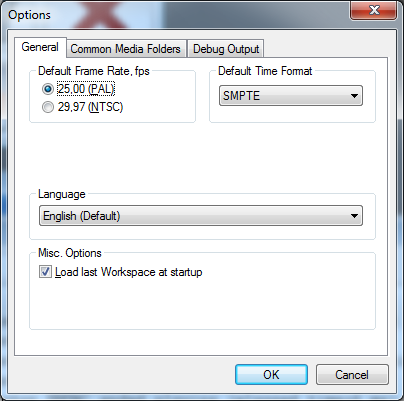 Options
General Common Media Folders Debug Output
Default Frame Rate, fps Default Time Format
25,00 (PAL) SMPTE
29,97 (NTSC)
Language
English (Default)
Misc. Options
Load last Workspace at startup
OK Cancel